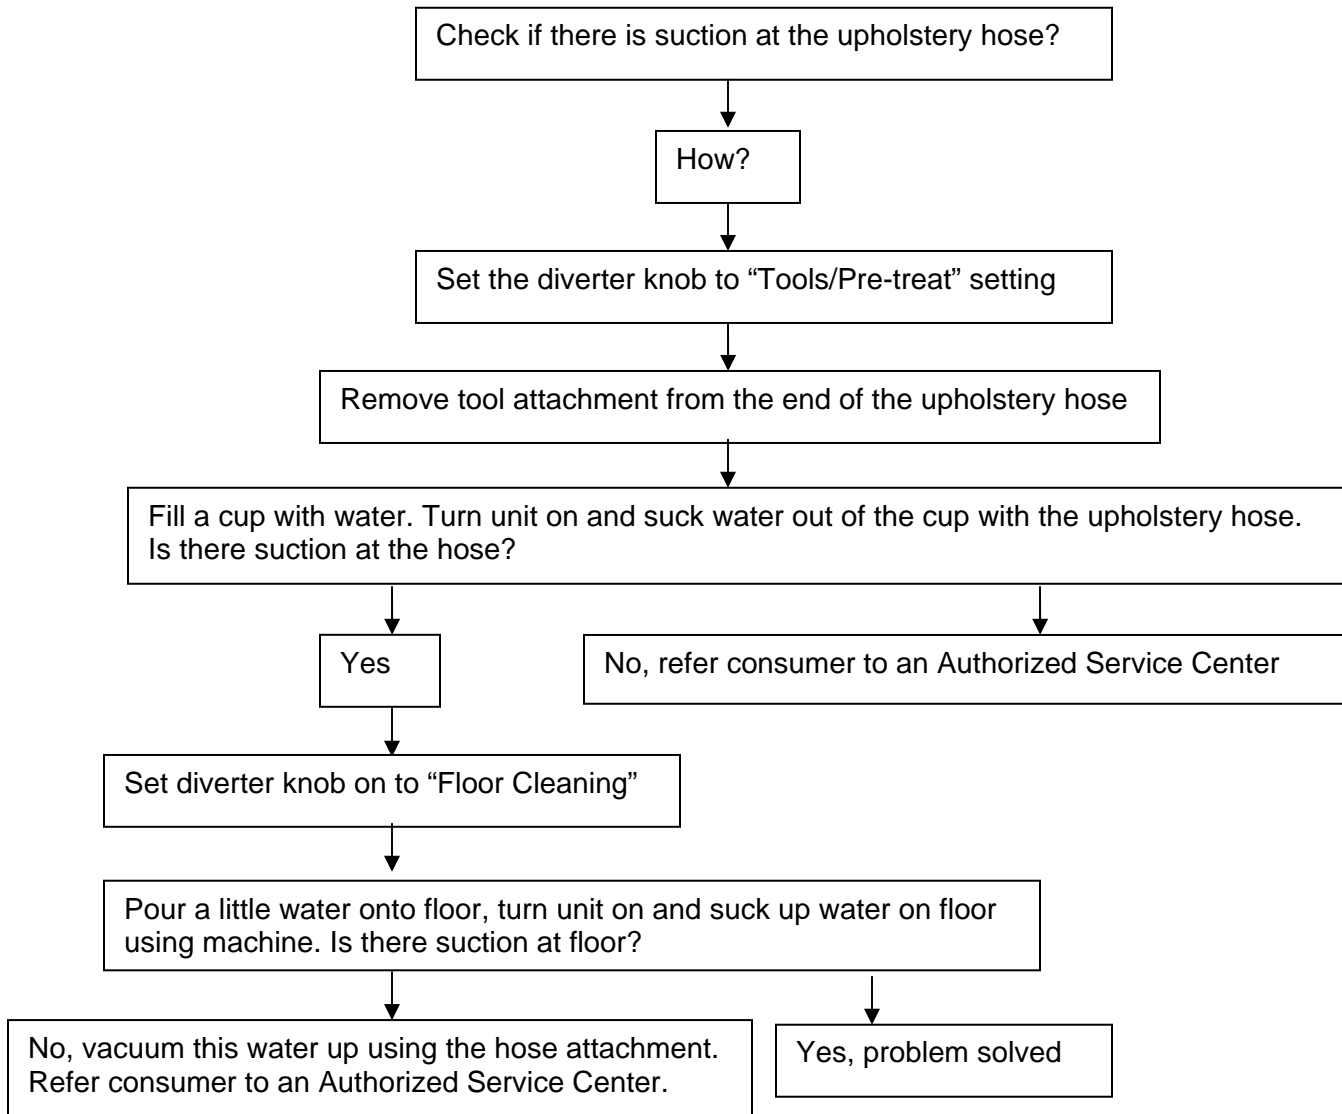 Check if there is suction at the upholstery hose?
How?
Set the diverter knob to “Tools/Pre-treat” setting
Remove tool attachment from the end of the upholstery hose
Fill a cup with water. Turn unit on and suck water out of the cup with the upholstery hose.
Is there suction at the hose?
Yes
No, refer consumer to an Authorized Service Center
Set diverter knob on to “Floor Cleaning”
Pour a little water onto floor, turn unit on and suck up water on floor
using machine. Is there suction at floor?
No, vacuum this water up using the hose attachment.
Refer consumer to an Authorized Service Center.
Yes, problem solved